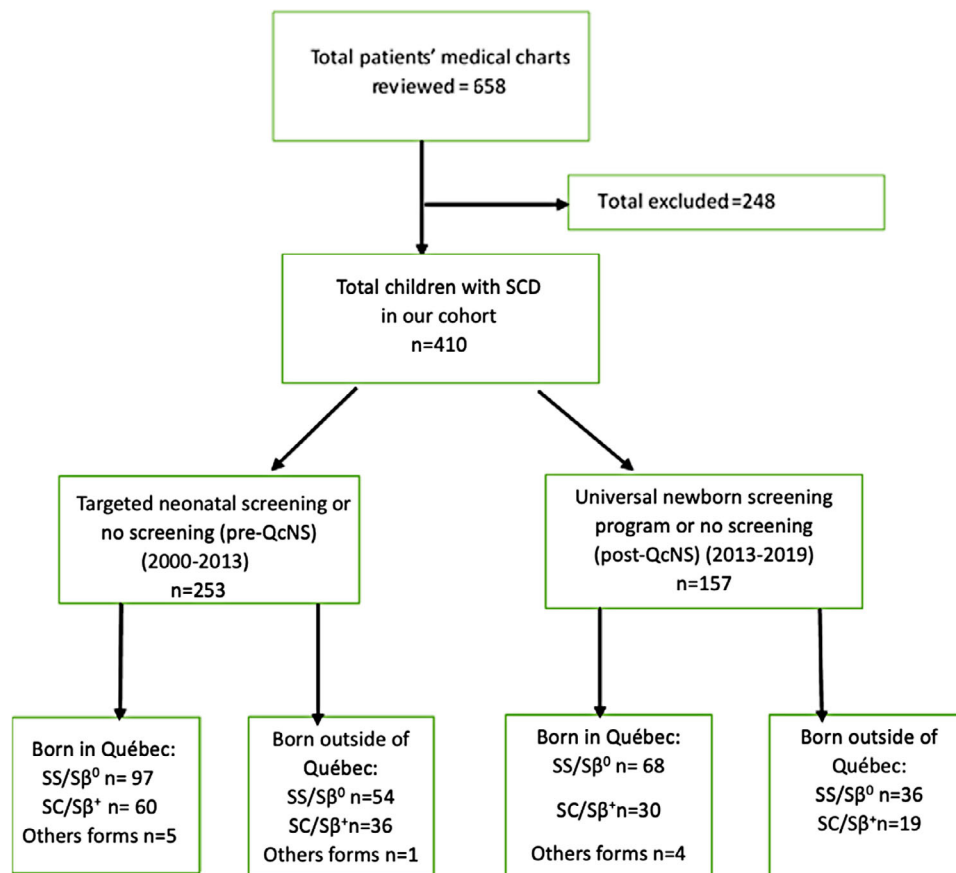 Total patients’ medical charts
reviewed = 658
Total excluded=248
Total children with SCD
in our cohort
n=410
Targeted neonatal screening or
no screening (pre-QcNS)
(2000-2013)
n=253
Universal newborn screening
program or no screening
(post-QcNS) (2013-2019)
n=157
Born in Québec:
SS/Sβ⁰ n= 97
SC/Sβ⁺ n= 60
Others forms n=5
Born outside of
Québec:
SS/Sβ⁰ n=54
SC/Sβ⁺n=36
Others forms n=1
Born in Québec:
SS/Sβ⁰ n= 68
SC/Sβ⁺n=30
Others forms n=4
Born outside of
Québec:
SS/Sβ⁰ n=36
SC/Sβ⁺n=19